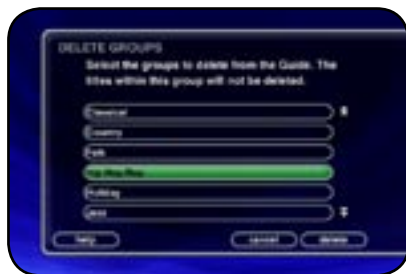 DELETE GROUPS
Select the groups to delete from the Guide. The
titles within this group will not be deleted.
Classical
Country
Folk
Hip-Hop/Rap
Holiday
Jazz
help cancel delete